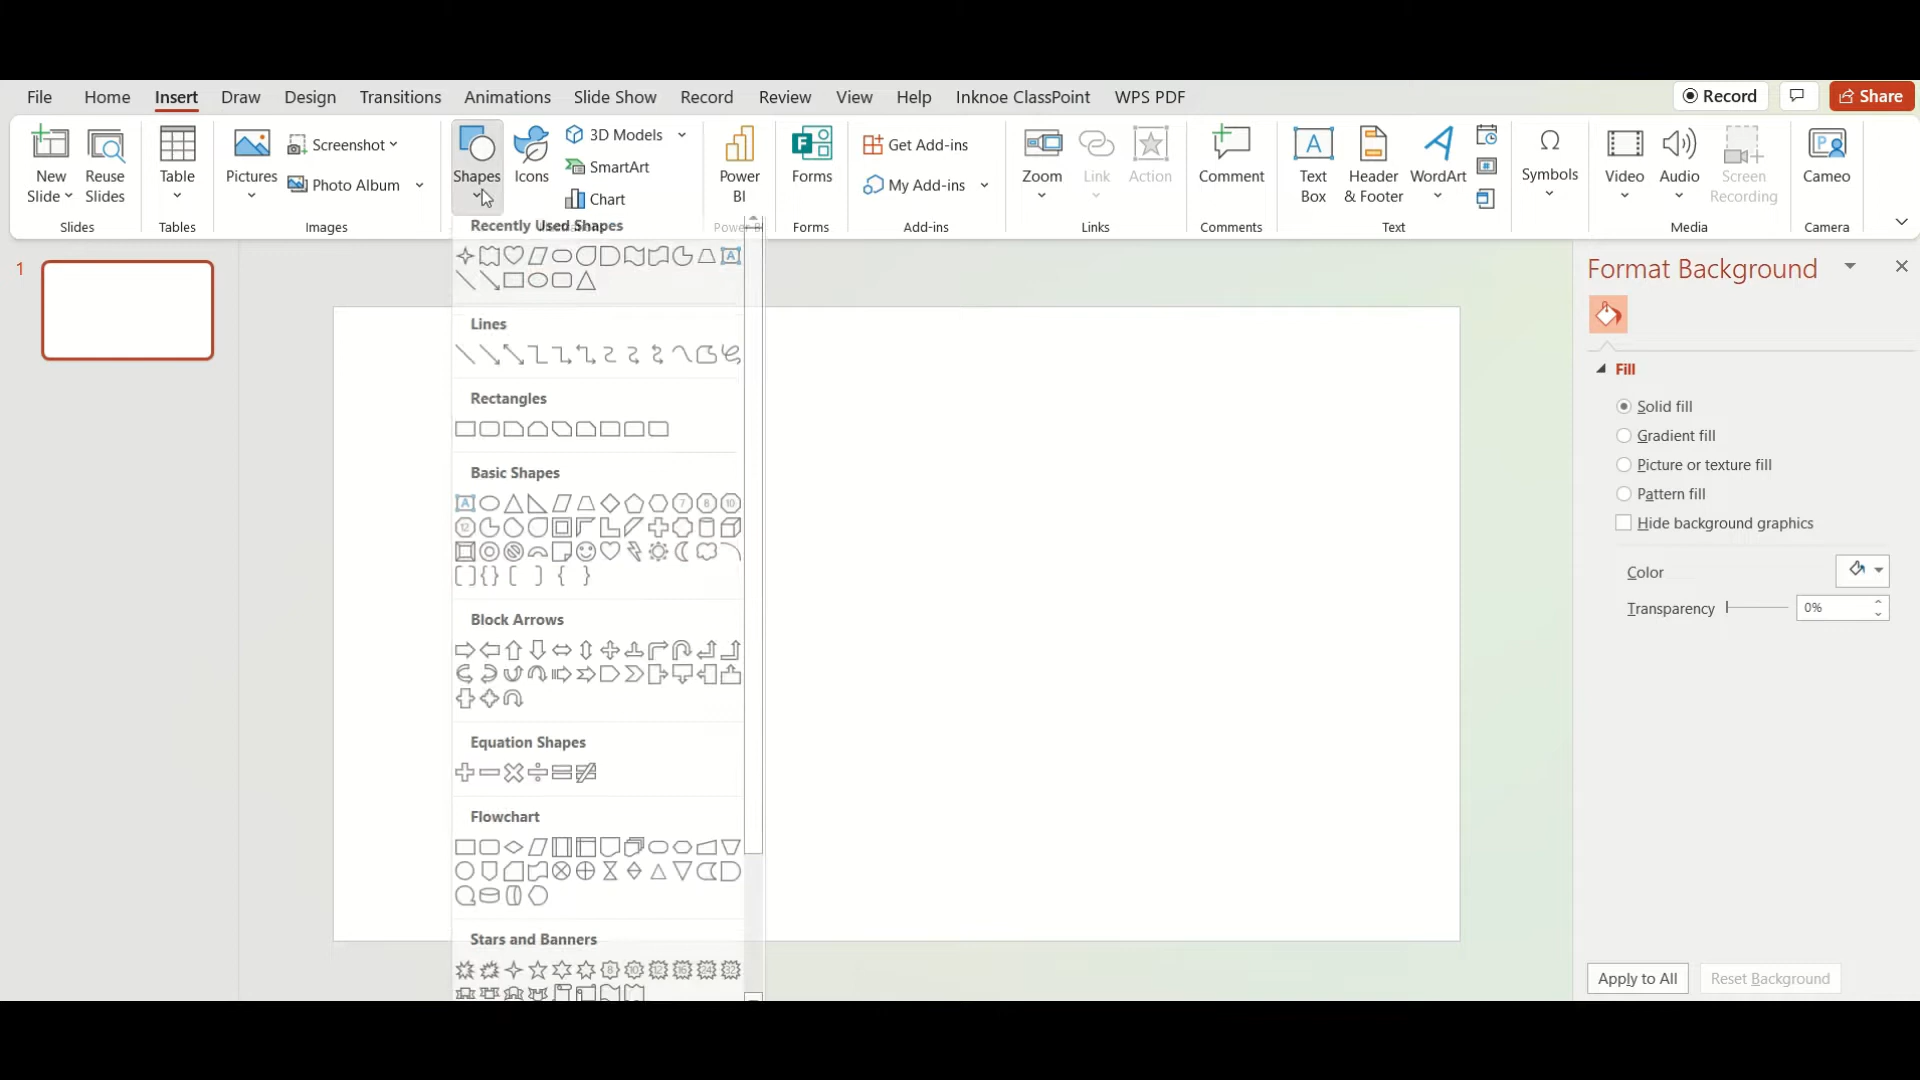 File Home Insert Draw Design Transitions Animations Slide Show Record Review View Help Inknoe ClassPoint WPS PDF Record Share
New Slide
Reuse Slides
Slides
Table
Tables
Pictures
Screenshot
Photo Album
Images
Shapes
Icons
3D Models
SmartArt
Chart
Power BI
Forms
Forms
Get Add-ins
My Add-ins
Add-ins
Zoom
Link
Action
Links
Comment
Comments
Text Box
Header & Footer
WordArt
Text
Symbols
Video
Audio
Screen Recording
Media
Cameo
Camera
Recently Used Shapes
Lines
Rectangles
Basic Shapes
Block Arrows
Equation Shapes
Flowchart
Stars and Banners
1
Format Background
Fill
Solid fill
Gradient fill
Picture or texture fill
Pattern fill
Hide background graphics
Color
Transparency 0%
Apply to All Reset Background